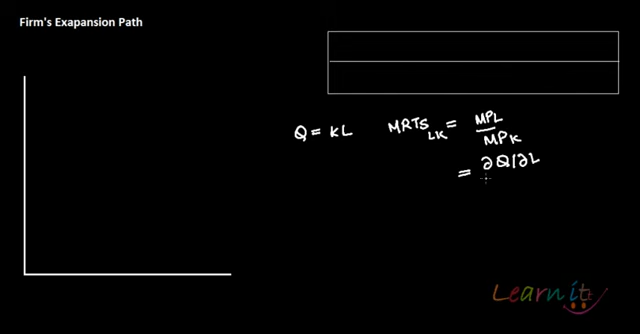 Firm's Exapansion Path
Q = KL MRTS LK = MPL / MPK
= ∂Q/∂L
Learnit